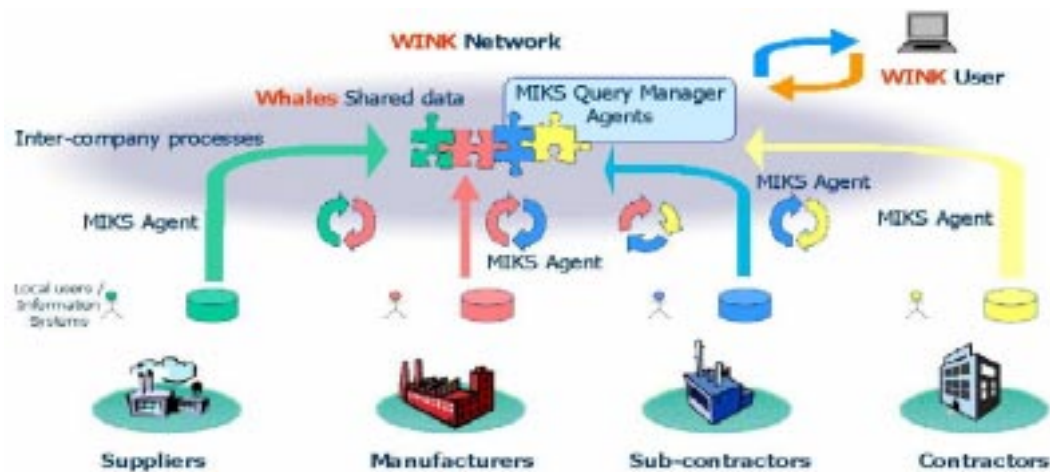 WINK Network
WINK User
Whales Shared data
MIKS Query Manager
Agents
Inter-company processes
MIKS Agent
MIKS Agent
MIKS Agent
MIKS Agent
Local users /
Information
Systems
Suppliers
Manufacturers
Sub-contractors
Contractors